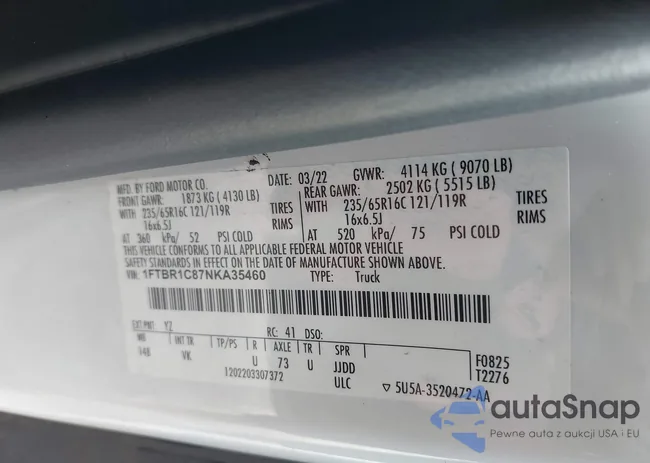 MFD. BY FORD MOTOR CO.
DATE: 03/22 GVWR: 4114 KG ( 9070 LB)
FRONT GAWR: 1873 KG ( 4130 LB) REAR GAWR: 2502 KG ( 5515 LB)
WITH 235/65R16C 121/119R TIRES WITH 235/65R16C 121/119R TIRES
16x6.5J RIMS 16x6.5J RIMS
AT 360 kPa/ 52 PSI COLD AT 520 kPa/ 75 PSI COLD
THIS VEHICLE CONFORMS TO ALL APPLICABLE FEDERAL MOTOR VEHICLE
SAFETY STANDARDS IN EFFECT ON THE DATE OF MANUFACTURE SHOWN ABOVE.
VIN: 1FTBR1C87NKA35460 TYPE: Truck
EXT PNT: YZ RC: 41 DSO:
WB INT TR TP/PS R AXLE TR SPR
148 VK U 73 U JJDD
F0825
T2276
1202203307372 ULC
5U5A-3520472-AA
autaSnap
Pewne auta z aukcji USA i EU